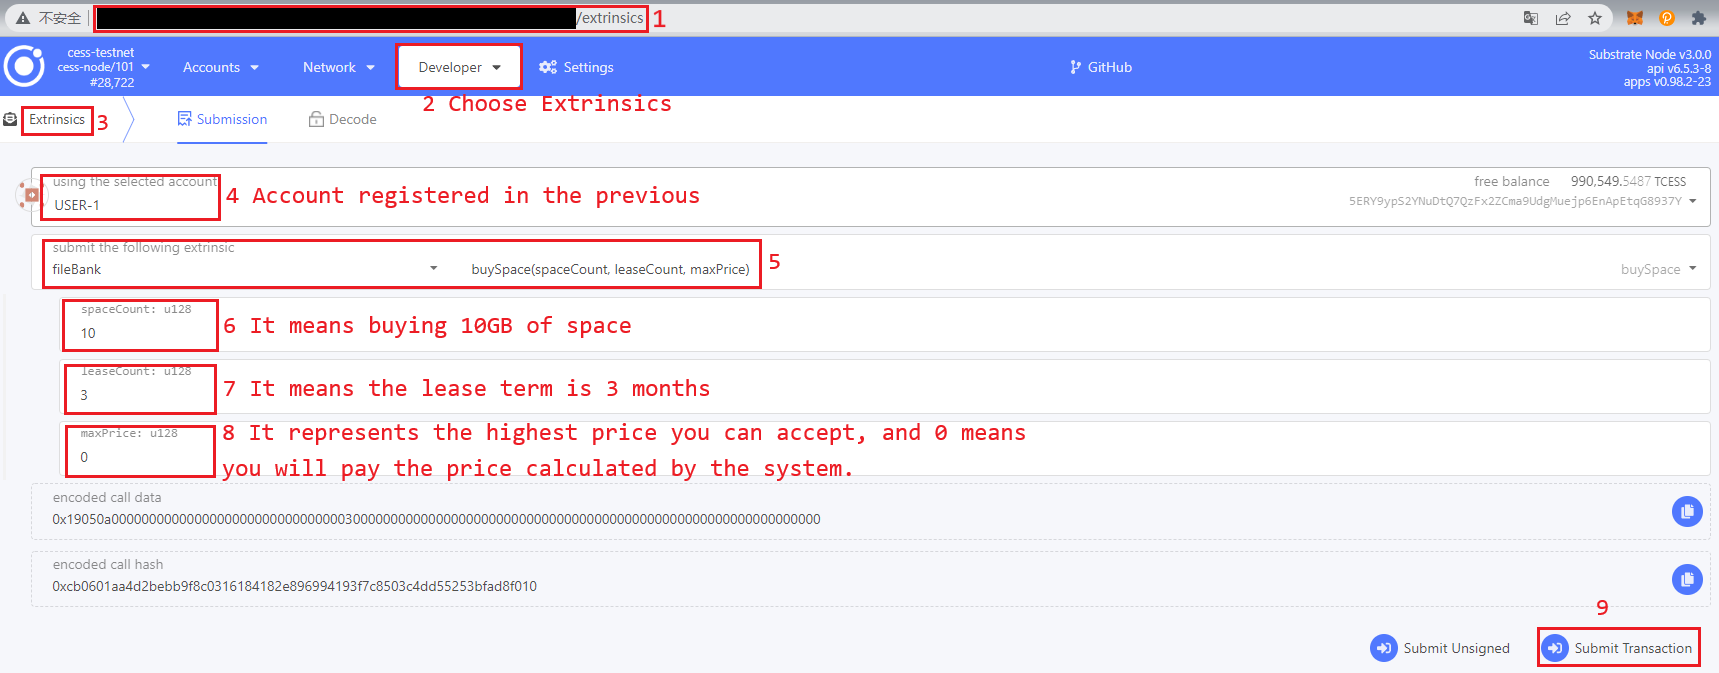 不安全
/extrinsics 1
cess-testnet
cess-node/101
#28,722
Accounts
Network
Developer
Settings
GitHub
Substrate Node v3.0.0
api v6.5.3-8
apps v0.98.2-23
2 Choose Extrinsics
Extrinsics 3
Submission
Decode
using the selected account
USER-1
4 Account registered in the previous
free balance 990,549.5487 TCESS
5ERY9ypS2YNuDtQ7QzFx2ZCma9UdgMuejp6EnApEtqG8937Y
submit the following extrinsic
fileBank
buySpace(spaceCount, leaseCount, maxPrice)
5
buySpace
spaceCount: u128
10
6 It means buying 10GB of space
leaseCount: u128
3
7 It means the lease term is 3 months
maxPrice: u128
0
8 It represents the highest price you can accept, and 0 means
you will pay the price calculated by the system.
encoded call data
0x19050a000000000000000000000000000000030000000000000000000000000000000000000000000000000000000000000000
encoded call hash
0xcb0601aa4d2bebb9f8c0316184182e896994193f7c8503c4dd55253bfad8f010
9
Submit Unsigned
Submit Transaction